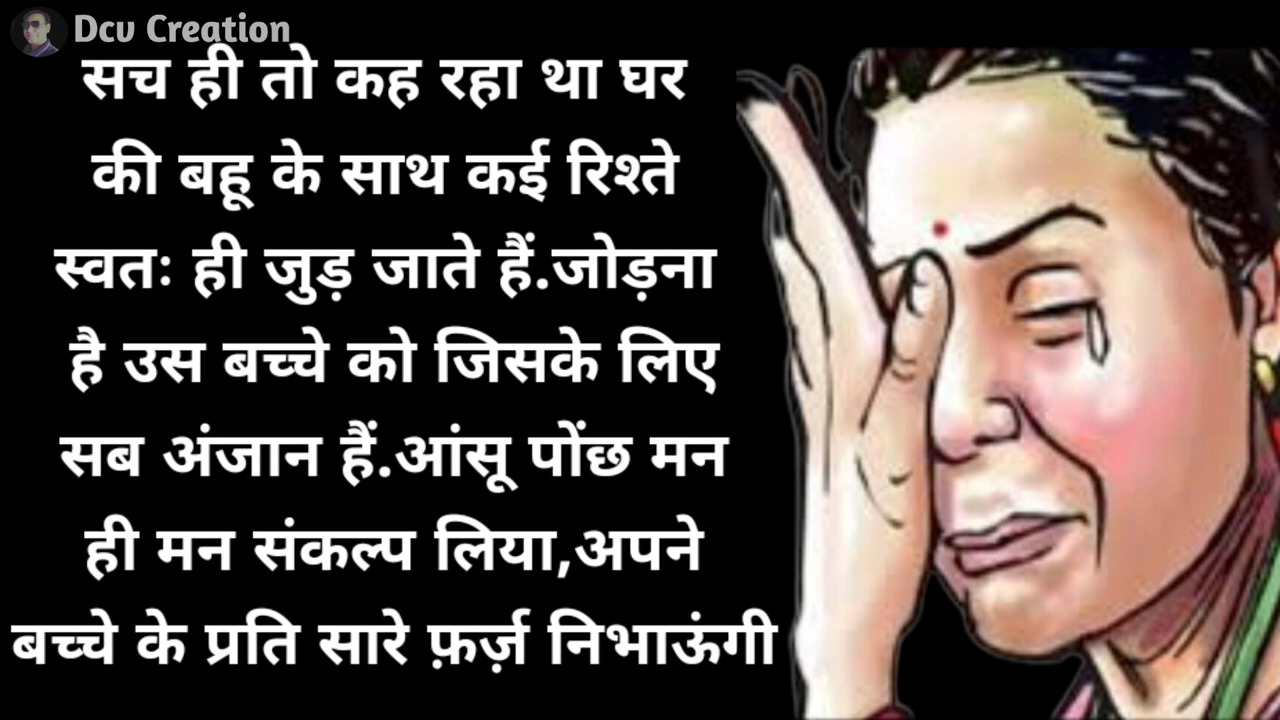 Dcv Creation
सच ही तो कह रहा था घर
की बहू के साथ कई रिश्ते
स्वतः ही जुड़ जाते हैं.जोड़ना
है उस बच्चे को जिसके लिए
सब अंजान हैं.आंसू पोंछ मन
ही मन संकल्प लिया,अपने
बच्चे के प्रति सारे फ़र्ज़ निभाऊंगी